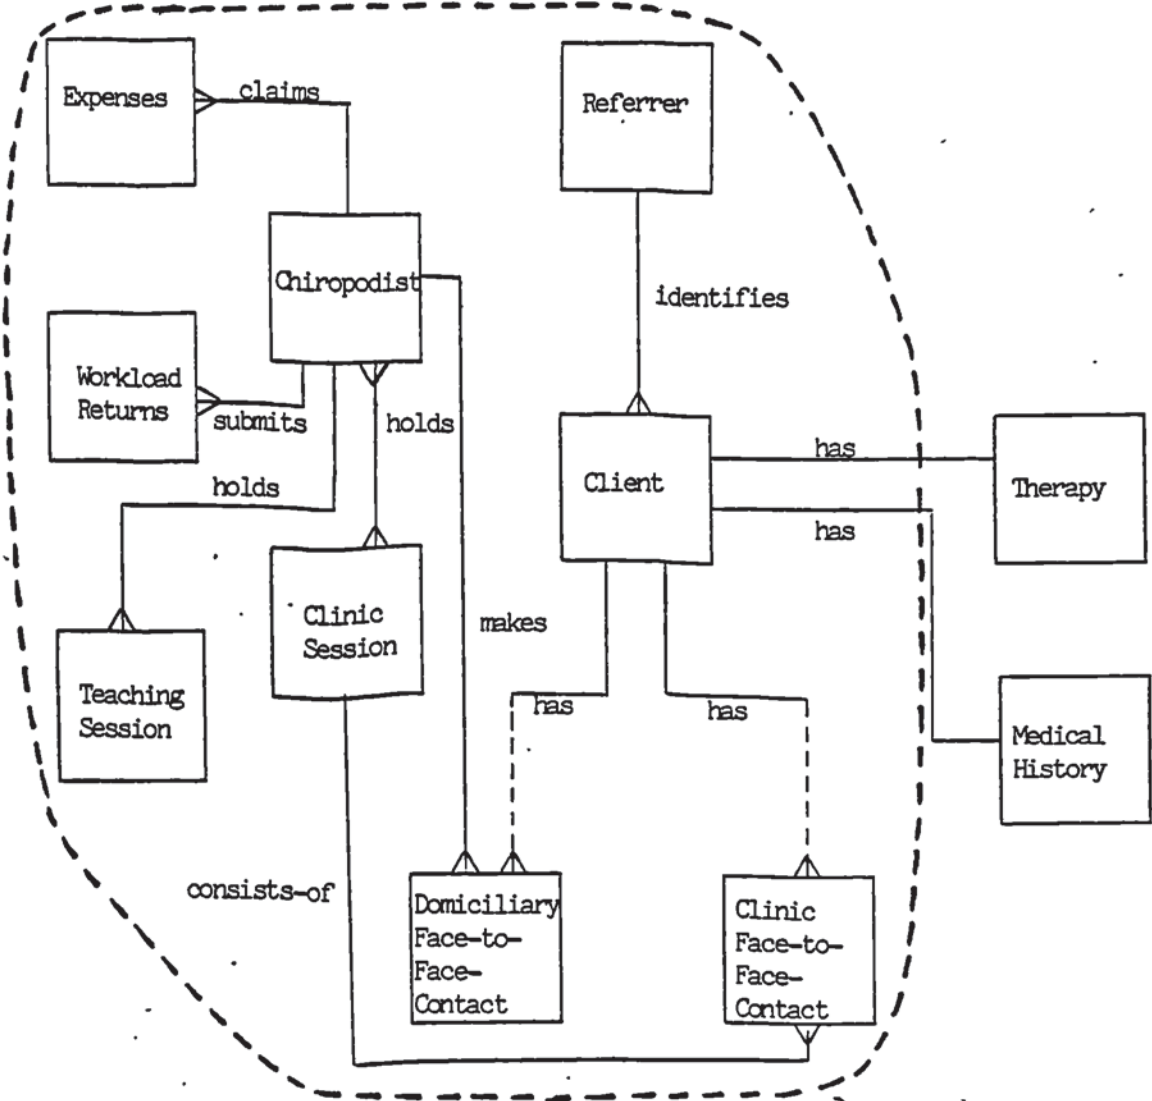 Expenses
claims
Referrer
Chiropodist
identifies
Workload
Returns
submits
holds
holds
Client
has
has
Therapy
Clinic
Session
makes
Teaching
Session
has
has
Medical
History
consists-of
Domiciliary
Face-to-
Face-
Contact
Clinic
Face-to-
Face-
Contact